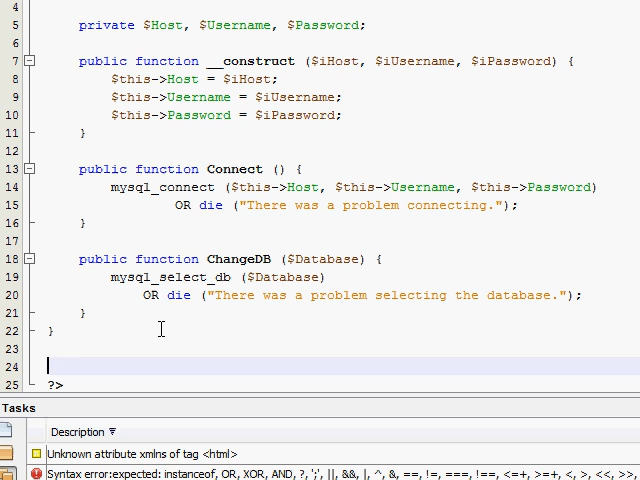 4
5 private $Host, $Username, $Password;
6
7 public function __construct ($iHost, $iUsername, $iPassword) {
8 $this->Host = $iHost;
9 $this->Username = $iUsername;
10 $this->Password = $iPassword;
11 }
12
13 public function Connect () {
14 mysql_connect ($this->Host, $this->Username, $this->Password)
15 OR die ("There was a problem connecting.");
16 }
17
18 public function ChangeDB ($Database) {
19 mysql_select_db ($Database)
20 OR die ("There was a problem selecting the database.");
21 }
22 }
23
24
25 ?>
Tasks
Description
Unknown attribute xmlns of tag <html>
Syntax error:expected: instanceof, OR, XOR, AND, ?, ';', ||, &&, |, ^, &, ==, !=, ===, !==, <=+, >=+, <, >, <<, >>,